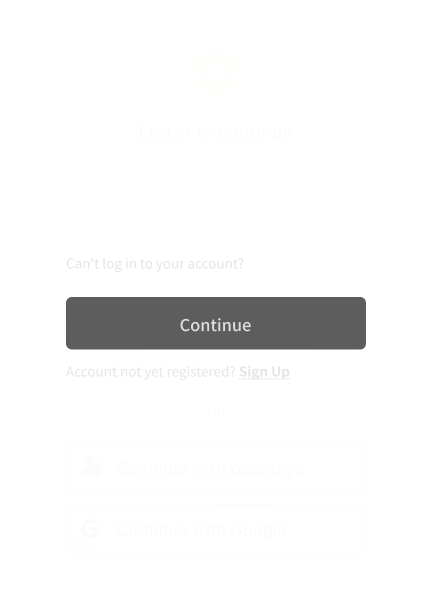 Log in to continue
Can't log in to your account?
Continue
Account not yet registered? Sign Up
OR
Continue with passkeys
Continue with Google